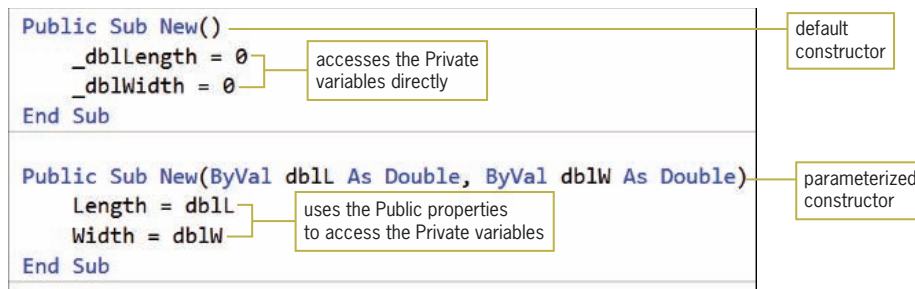 Public Sub New()
default
constructor
_dblLength = 0
_dblWidth = 0
accesses the Private
variables directly
End Sub
Public Sub New(ByVal dblL As Double, ByVal dblW As Double)
parameterized
constructor
Length = dblL
Width = dblW
uses the Public properties
to access the Private variables
End Sub